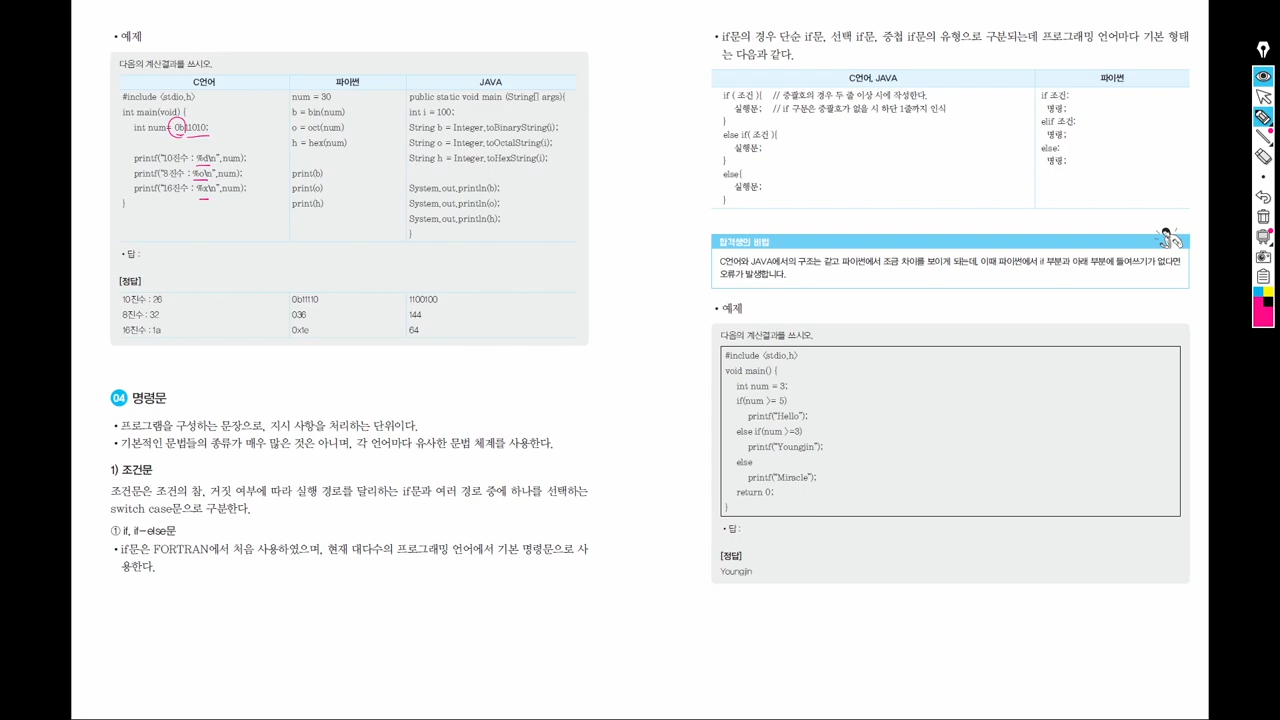 • 예제
다음의 계산결과를 쓰시오.
C언어 파이썬 JAVA
#include <stdio.h> num = 30 public static void main (String[] args){
int main(void) { b = bin(num) int i = 100;
int num= 0b11010; o = oct(num) String b = Integer.toBinaryString(i);
h = hex(num) String o = Integer.toOctalString(i);
printf("10진수 : %d\n",num); String h = Integer.toHexString(i);
printf("8진수 : %o\n",num); print(b)
printf("16진수 : %x\n",num); print(o) System.out.println(b);
} print(h) System.out.println(o);
System.out.println(h);
}
• 답 :
[정답]
10진수 : 26 0b11110 1100100
8진수 : 32 036 144
16진수 : 1a 0x1e 64
04 명령문
• 프로그램을 구성하는 문장으로, 지시 사항을 처리하는 단위이다.
• 기본적인 문법들의 종류가 매우 많은 것은 아니며, 각 언어마다 유사한 문법 체계를 사용한다.
1) 조건문
조건문은 조건의 참, 거짓 여부에 따라 실행 경로를 달리하는 if문과 여러 경로 중에 하나를 선택하는
switch case문으로 구분한다.
① if, if-else문
• if문은 FORTRAN에서 처음 사용하였으며, 현재 대다수의 프로그래밍 언어에서 기본 명령문으로 사
용한다.
• if문의 경우 단순 if문, 선택 if문, 중첩 if문의 유형으로 구분되는데 프로그래밍 언어마다 기본 형태
는 다음과 같다.
C언어, JAVA 파이썬
if ( 조건 ){ // 중괄호의 경우 두 줄 이상 시에 작성한다. if 조건:
실행문; // if 구문은 중괄호가 없을 시 하단 1줄까지 인식 명령;
} elif 조건:
else if( 조건 ){ 명령;
실행문; else:
} 명령;
else{
실행문;
}
합격생의 비법
C언어와 JAVA에서의 구조는 같고 파이썬에서 조금 차이를 보이게 되는데, 이때 파이썬에서 if 부분과 아래 부분에 들여쓰기가 없다면
오류가 발생합니다.
• 예제
다음의 계산결과를 쓰시오.
#include <stdio.h>
void main() {
int num = 3;
if(num >= 5)
printf("Hello");
else if(num >=3)
printf("Youngjin");
else
printf("Miracle");
return 0;
}
• 답 :
[정답]
Youngjin